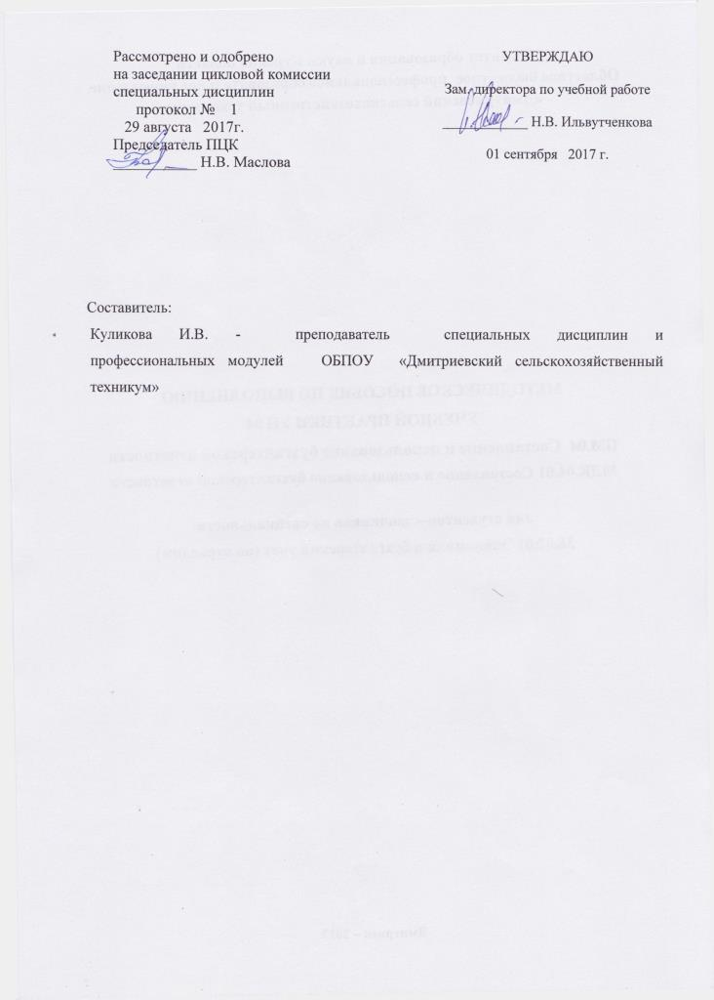 Рассмотрено и одобрено
на заседании цикловой комиссии
специальных дисциплин
протокол № 1
29 августа 2017г.
Председатель ПЦК
___________ Н.В. Маслова
УТВЕРЖДАЮ
Зам. директора по учебной работе
___________ Н.В. Ильвутченкова
01 сентября 2017 г.
Составитель:
Куликова И.В. - преподаватель специальных дисциплин и
профессиональных модулей ОБПОУ «Дмитриевский сельскохозяйственный
техникум»